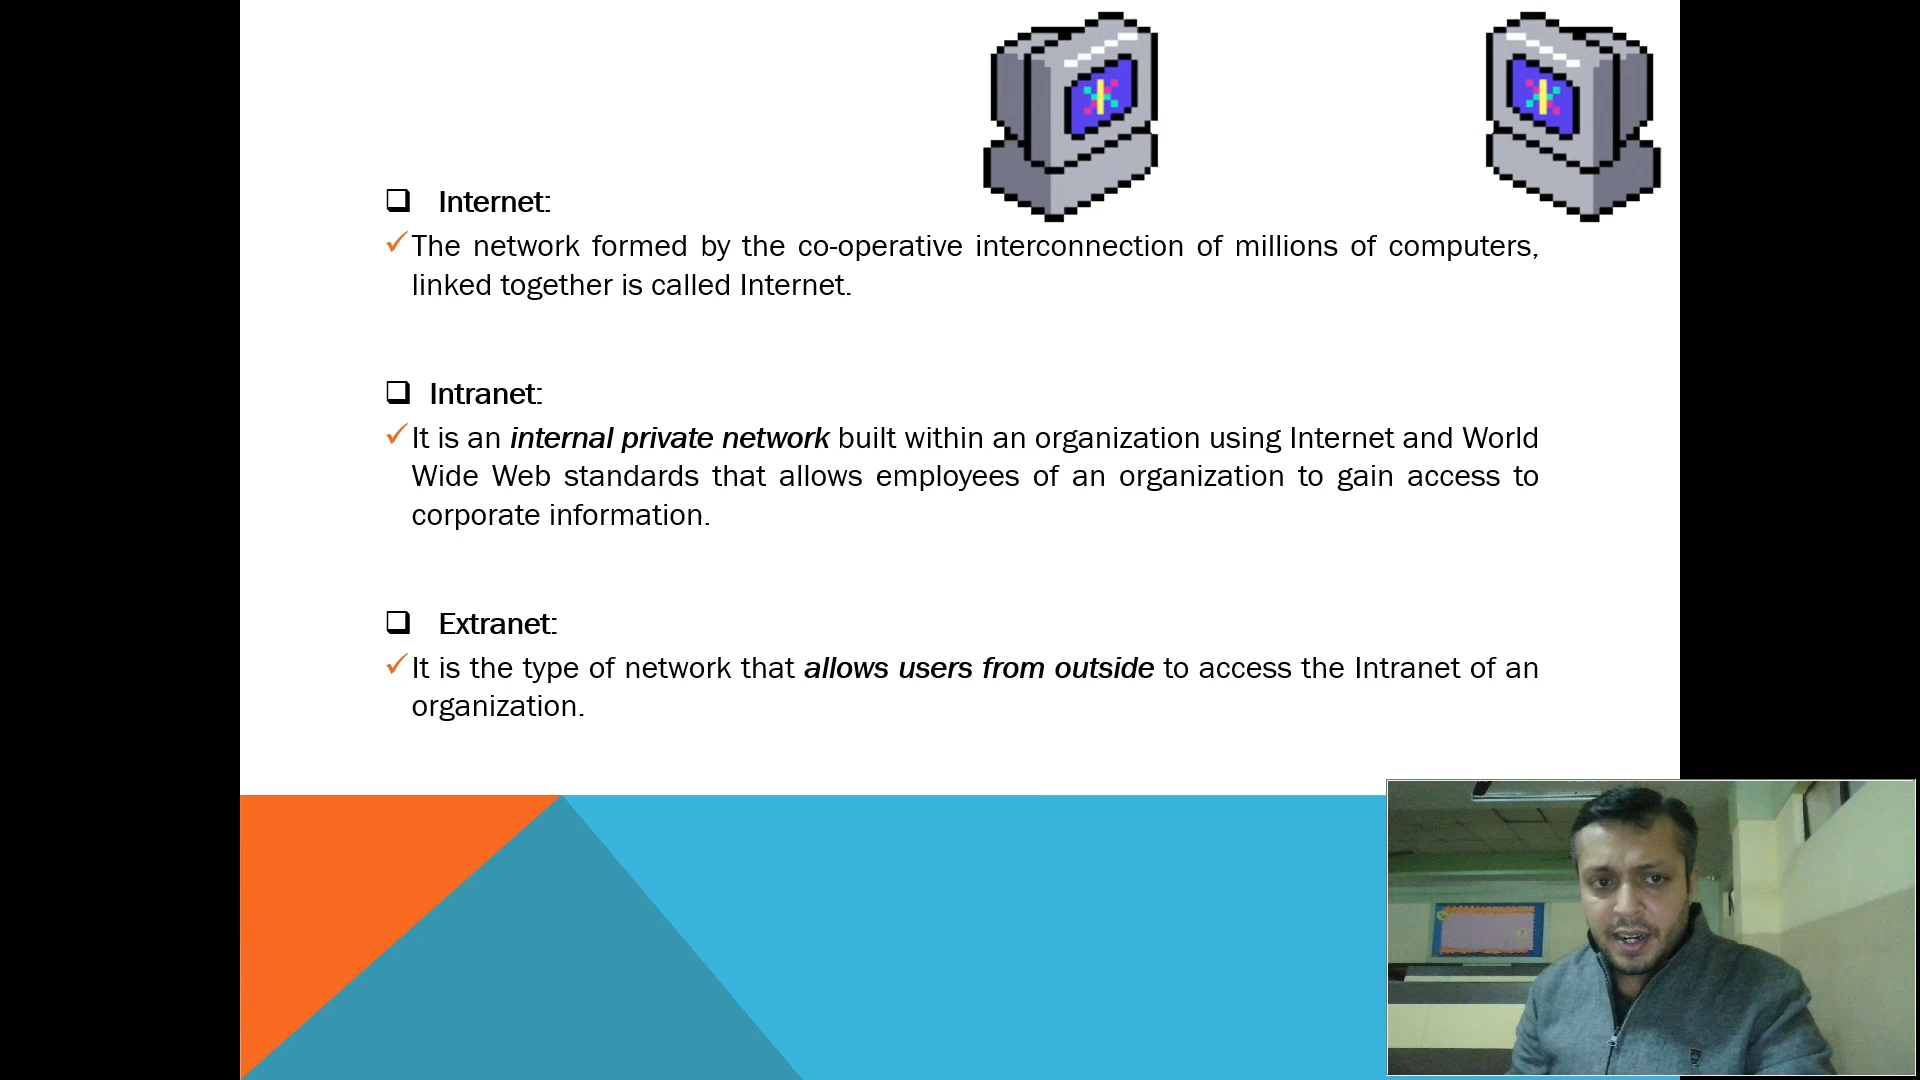 Internet:
The network formed by the co-operative interconnection of millions of computers,
linked together is called Internet.
Intranet:
It is an internal private network built within an organization using Internet and World
Wide Web standards that allows employees of an organization to gain access to
corporate information.
Extranet:
It is the type of network that allows users from outside to access the Intranet of an
organization.